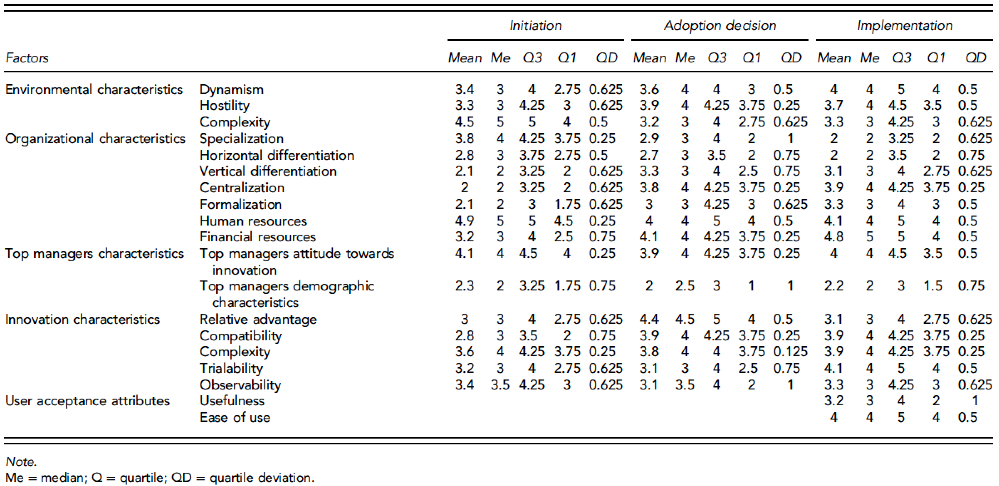 Initiation Adoption decision Implementation
Factors Mean Me Q3 Q1 QD Mean Me Q3 Q1 QD Mean Me Q3 Q1 QD
Environmental characteristics Dynamism 3.4 3 4 2.75 0.625 3.6 4 4 3 0.5 4 4 5 4 0.5
Hostility 3.3 3 4.25 3 0.625 3.9 4 4.25 3.75 0.25 3.7 4 4.5 3.5 0.5
Complexity 4.5 5 5 4 0.5 3.2 3 4 2.75 0.625 3.3 3 4.25 3 0.625
Organizational characteristics Specialization 3.8 4 4.25 3.75 0.25 2.9 3 4 2 1 2 2 3.25 2 0.625
Horizontal differentiation 2.8 3 3.75 2.75 0.5 2.7 3 3.5 2 0.75 2 2 3.5 2 0.75
Vertical differentiation 2.1 2 3.25 2 0.625 3.3 3 4 2.5 0.75 3.1 3 4 2.75 0.625
Centralization 2 2 3.25 2 0.625 3.8 4 4.25 3.75 0.25 3.9 4 4.25 3.75 0.25
Formalization 2.1 2 3 1.75 0.625 3 3 4.25 3 0.625 3.3 3 4 3 0.5
Human resources 4.9 5 5 4.5 0.25 4 4 5 4 0.5 4.1 4 5 4 0.5
Financial resources 3.2 3 4 2.5 0.75 4.1 4 4.25 3.75 0.25 4.8 5 5 4 0.5
Top managers characteristics Top managers attitude towards 4.1 4 4.5 4 0.25 3.9 4 4.25 3.75 0.25 4 4 4.5 3.5 0.5
innovation
Top managers demographic 2.3 2 3.25 1.75 0.75 2 2.5 3 1 1 2.2 2 3 1.5 0.75
characteristics
Innovation characteristics Relative advantage 3 3 4 2.75 0.625 4.4 4.5 5 4 0.5 3.1 3 4 2.75 0.625
Compatibility 2.8 3 3.5 2 0.75 3.9 4 4.25 3.75 0.25 3.9 4 4.25 3.75 0.25
Complexity 3.6 4 4.25 3.75 0.25 3.8 4 4 3.75 0.125 3.9 4 4.25 3.75 0.25
Trialability 3.2 3 4 2.75 0.625 3.1 3 4 2.5 0.75 4.1 4 5 4 0.5
Observability 3.4 3.5 4.25 3 0.625 3.1 3.5 4 2 1 3.3 3 4.25 3 0.625
User acceptance attributes Usefulness 3.2 3 4 2 1
Ease of use 4 4 5 4 0.5
Note.
Me = median; Q = quartile; QD = quartile deviation.